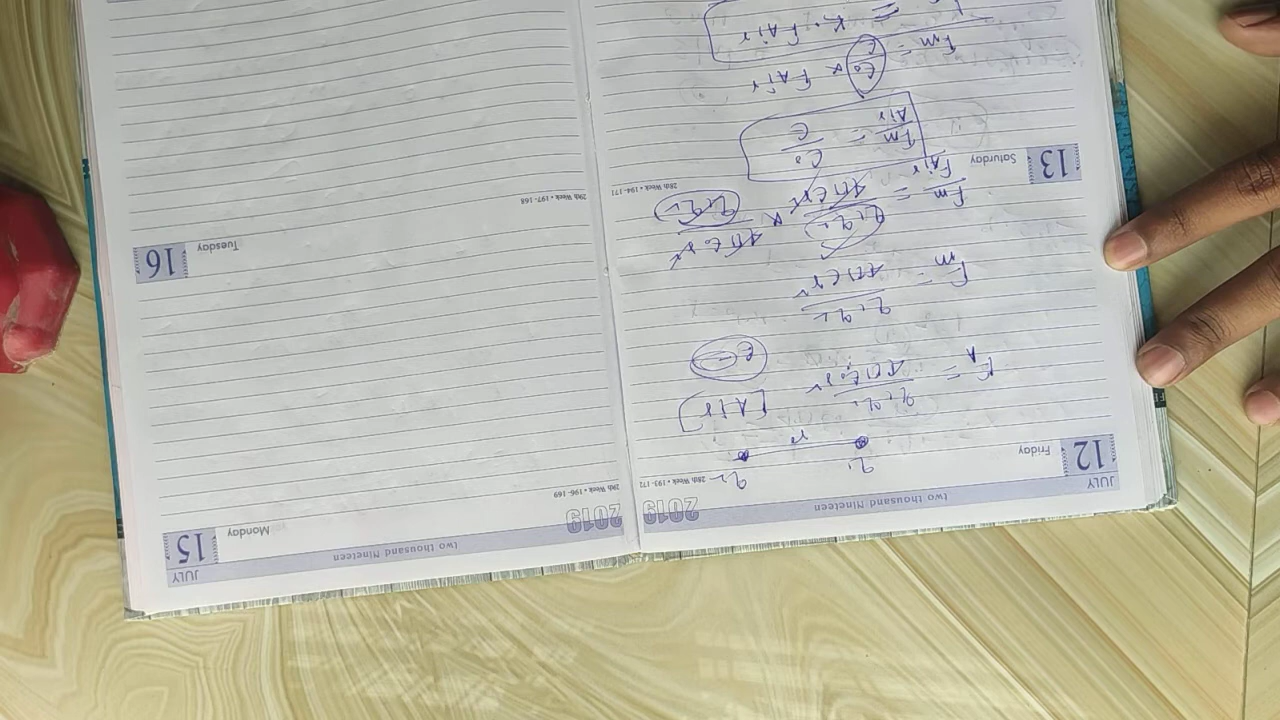 JULY two thousand Nineteen 2019
12 Friday 28th Week • 193-172
q₁ q₂
r
[Air]
F_A = q₁q₂ / 4πε₀r²
ε
F_m = q₁q₂ / 4πεr²
F_m / F_Air = q₁q₂ / 4πεr² × 4πε₀r² / q₁q₂
13 Saturday 28th Week • 194-171
F_m / F_Air = ε₀ / ε
F_m = ε₀ / ε × F_Air
= K. F_Air
JULY two thousand Nineteen 2019
15 Monday 29th Week • 196-169
16 Tuesday 29th Week • 197-168